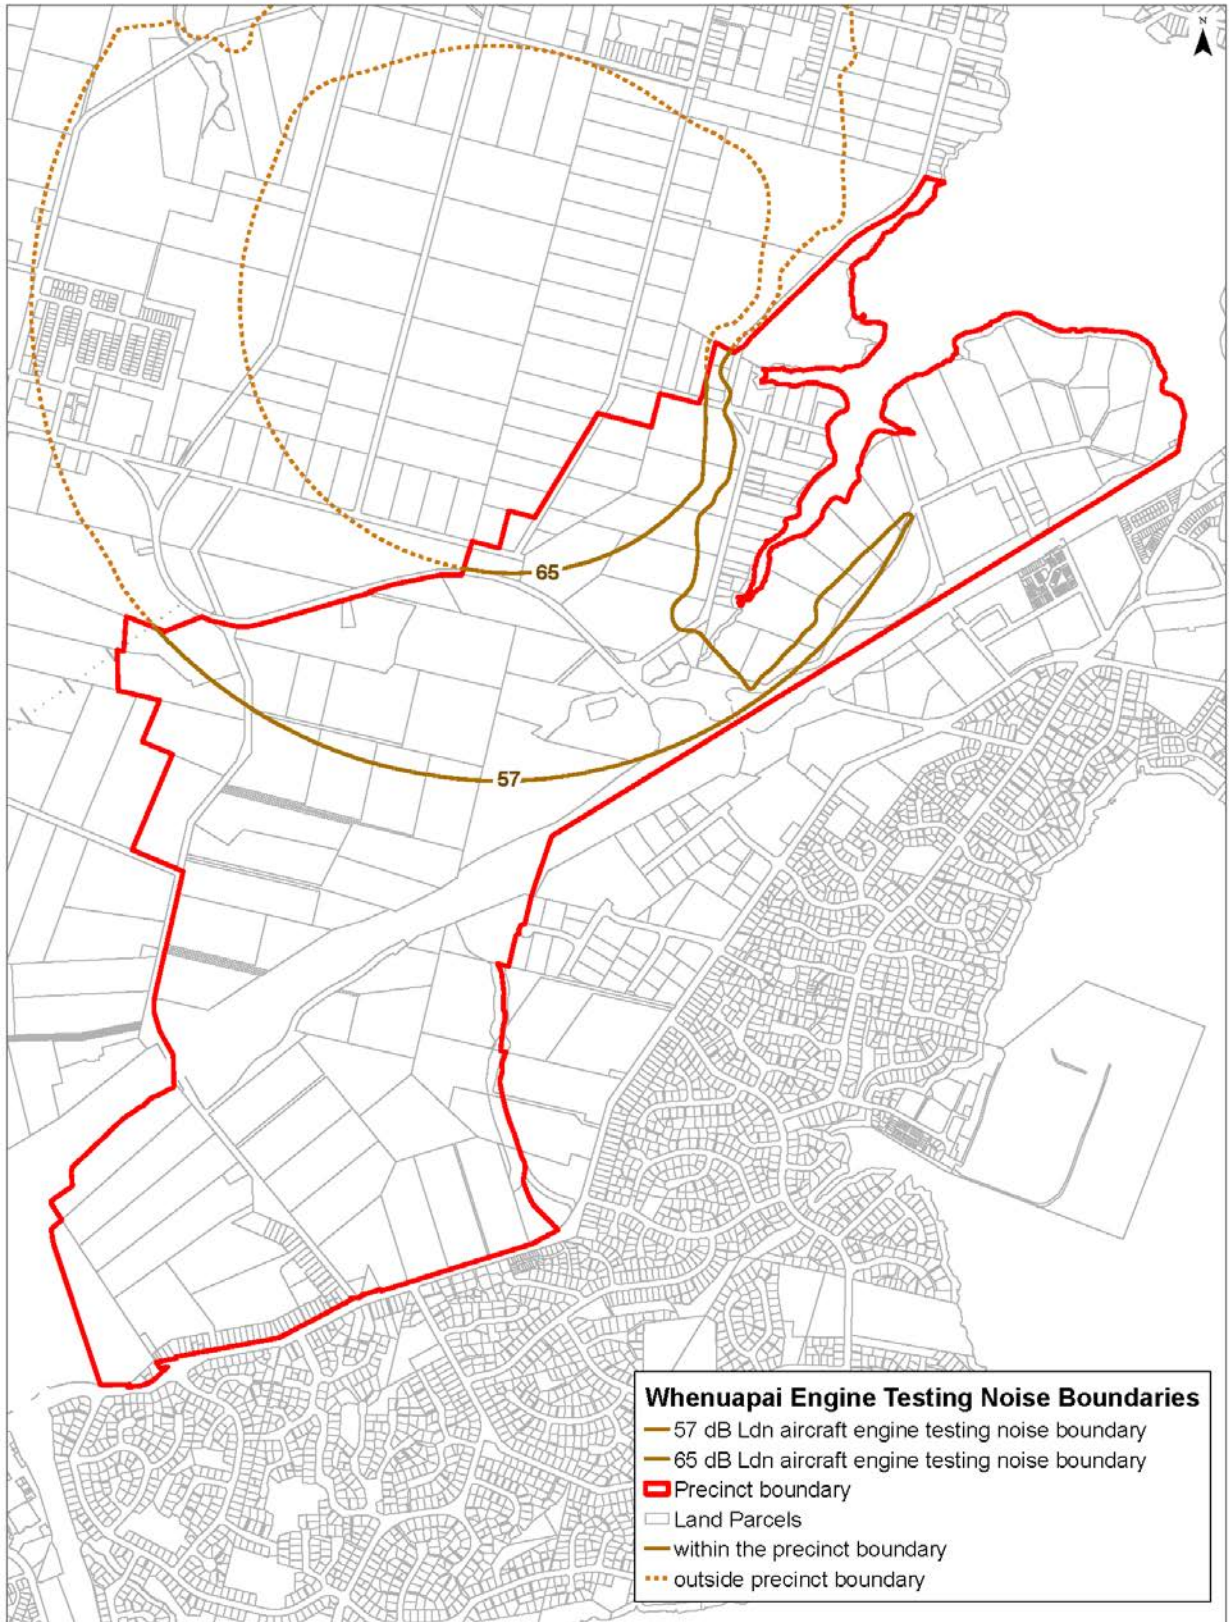 N
65
57
Whenuapai Engine Testing Noise Boundaries
57 dB Ldn aircraft engine testing noise boundary
65 dB Ldn aircraft engine testing noise boundary
Precinct boundary
Land Parcels
within the precinct boundary
outside precinct boundary